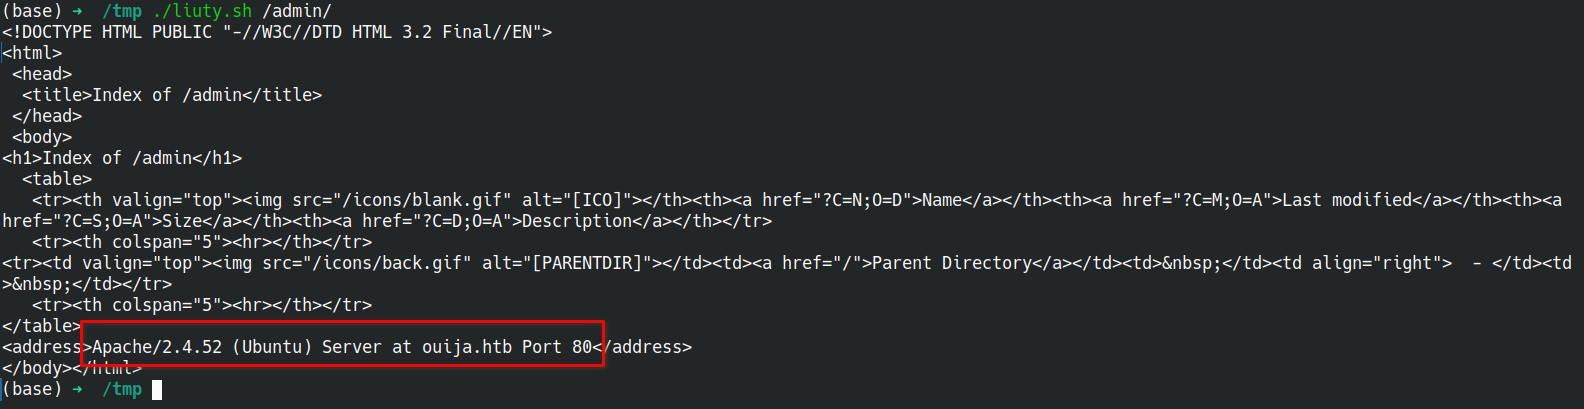 (base) ➜  /tmp ./liuty.sh /admin/
<!DOCTYPE HTML PUBLIC "-//W3C//DTD HTML 3.2 Final//EN">
<html>
 <head>
  <title>Index of /admin</title>
 </head>
 <body>
<h1>Index of /admin</h1>
  <table>
   <tr><th valign="top"><img src="/icons/blank.gif" alt="[ICO]"></th><th><a href="?C=N;O=D">Name</a></th><th><a href="?C=M;O=A">Last modified</a></th><th><a
href="?C=S;O=A">Size</a></th><th><a href="?C=D;O=A">Description</a></th></tr>
   <tr><th colspan="5"><hr></th></tr>
<tr><td valign="top"><img src="/icons/back.gif" alt="[PARENTDIR]"></td><td><a href="/">Parent Directory</a></td><td>&nbsp;</td><td align="right">  - </td><td
>&nbsp;</td></tr>
   <tr><th colspan="5"><hr></th></tr>
</table>
<address>Apache/2.4.52 (Ubuntu) Server at ouija.htb Port 80</address>
</body></html>
(base) ➜  /tmp